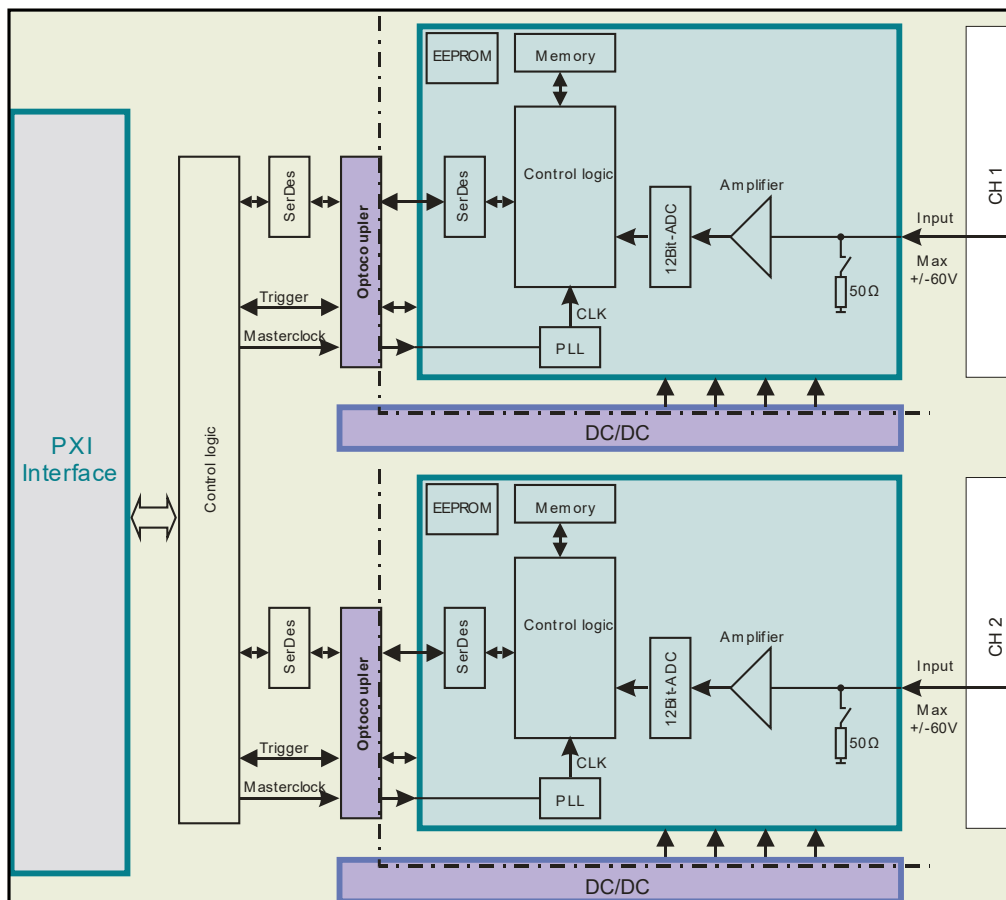 EEPROM
Memory
Control logic
SerDes
Optoco upler
SerDes
12Bit-ADC
Amplifier
Input
Max
+/-60V
50Ω
CH 1
Trigger
Masterclock
CLK
PLL
DC/DC
PXI
Interface
Control logic
EEPROM
Memory
Control logic
SerDes
Optoco upler
SerDes
12Bit-ADC
Amplifier
Input
Max
+/-60V
50Ω
CH 2
Trigger
Masterclock
CLK
PLL
DC/DC